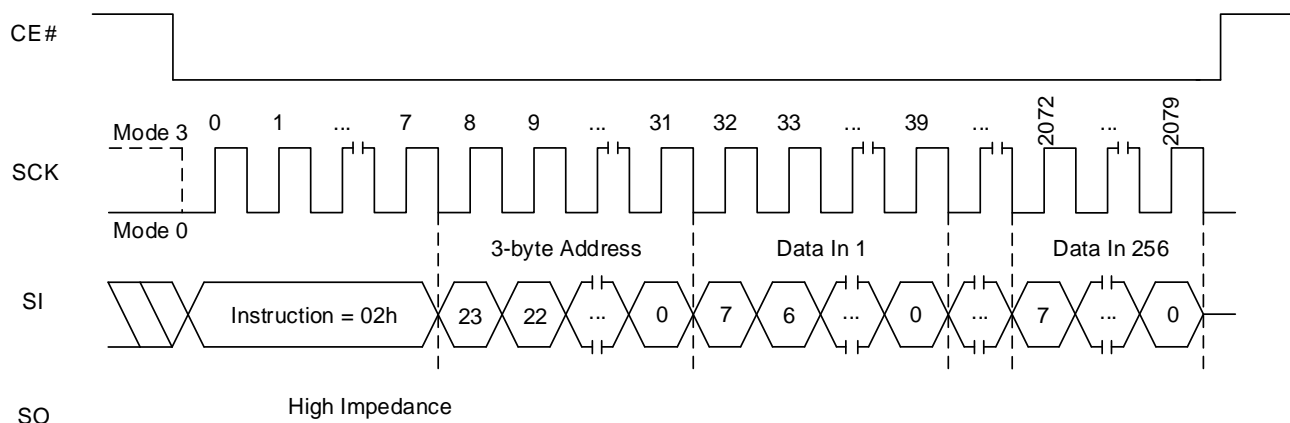 CE#
0 1 ... 7 8 9 ... 31 32 33 ... 39 ... 2072 ... 2079
Mode 3
SCK
Mode 0
3-byte Address Data In 1 Data In 256
SI
Instruction = 02h 23 22 ... 0 7 6 ... 0 ... 7 ... 0
High Impedance
SO